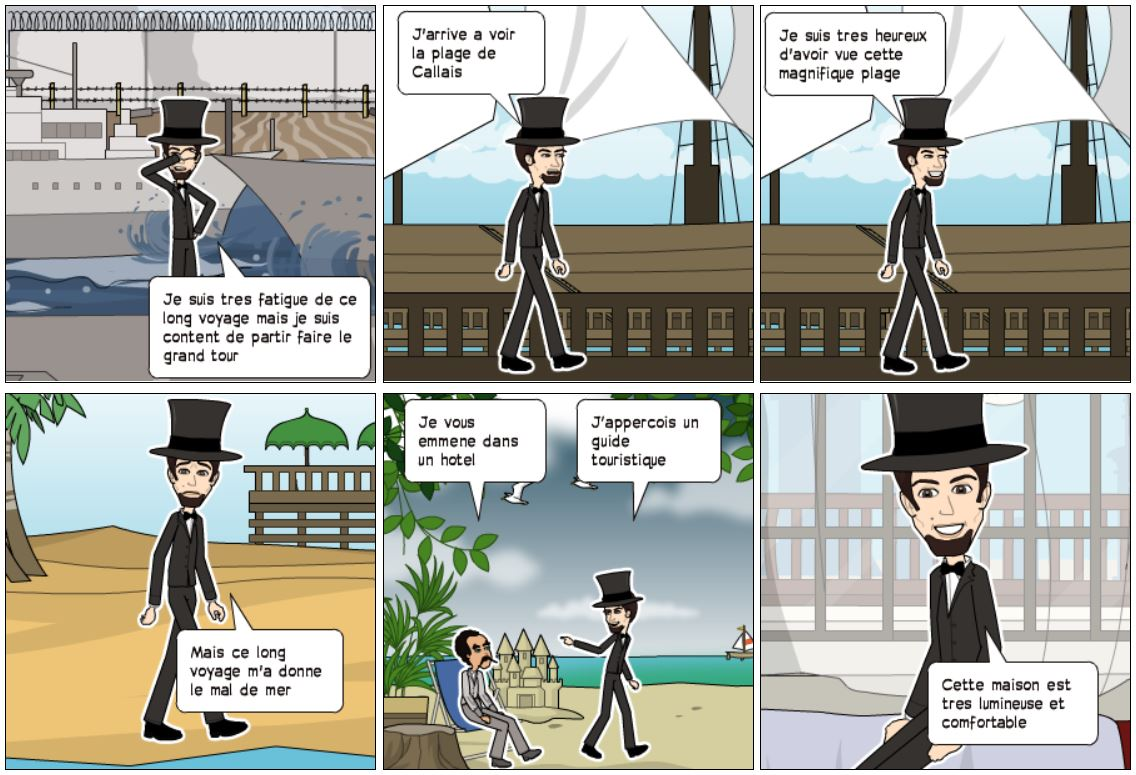 Je suis tres fatigue de ce
long voyage mais je suis
content de partir faire le
grand tour
J'arrive a voir
la plage de
Callais
Je suis tres heureux
d'avoir vue cette
magnifique plage
Mais ce long
voyage m'a donne
le mal de mer
Je vous
emmene dans
un hotel
J'appercois un
guide
touristique
Cette maison est
tres lumineuse et
comfortable